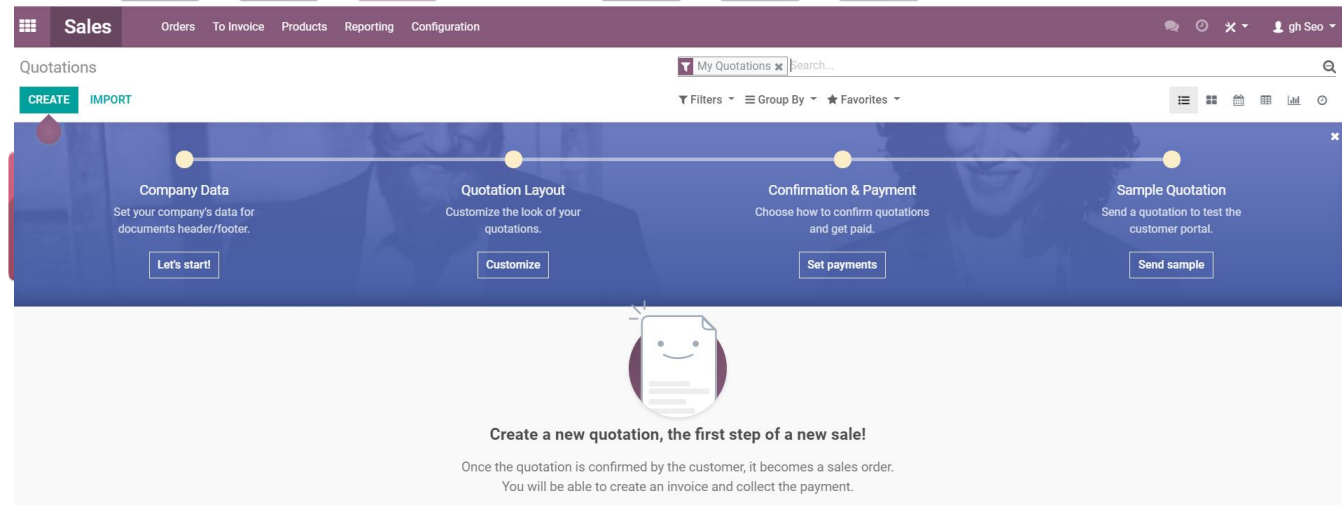 Sales Orders To Invoice Products Reporting Configuration gh Seo
Quotations My Quotations Search...
CREATE IMPORT Filters Group By Favorites
Company Data Quotation Layout Confirmation & Payment Sample Quotation
Set your company's data for Customize the look of your Choose how to confirm quotations Send a quotation to test the
documents header/footer. quotations. and get paid. customer portal.
Let's start! Customize Set payments Send sample
Create a new quotation, the first step of a new sale!
Once the quotation is confirmed by the customer, it becomes a sales order.
You will be able to create an invoice and collect the payment.